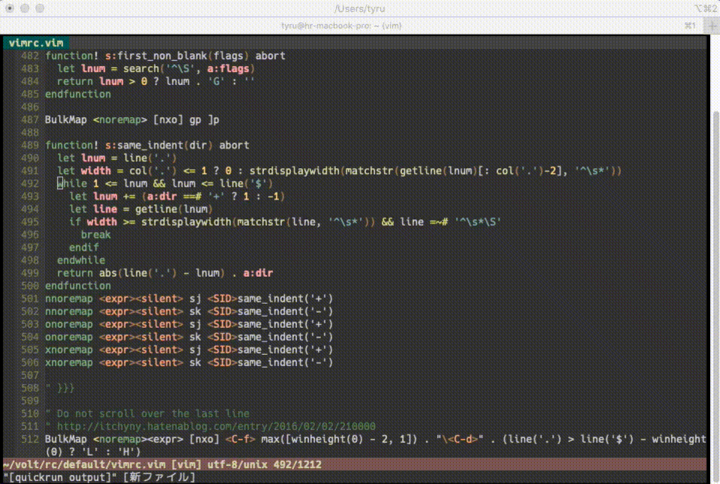 /Users/tyru
⌥⌘2
tyru@hr-macbook-pro: ~ (vim)
⌘1
+
vimrc.vim
482 function! s:first_non_blank(flags) abort
483   let lnum = search('^\S', a:flags)
484   return lnum > 0 ? lnum . 'G' : ''
485 endfunction
486
487 BulkMap <noremap> [nxo] gp ]p
488
489 function! s:same_indent(dir) abort
490   let lnum = line('.')
491   let width = col('.') <= 1 ? 0 : strdisplaywidth(matchstr(getline(lnum)[: col('.')-2], '^\s*'))
492   while 1 <= lnum && lnum <= line('$')
493     let lnum += (a:dir ==# '+' ? 1 : -1)
494     let line = getline(lnum)
495     if width >= strdisplaywidth(matchstr(line, '^\s*')) && line =~# '^\s*\S'
496       break
497     endif
498   endwhile
499   return abs(line('.') - lnum) . a:dir
500 endfunction
501 nnoremap <expr><silent> sj <SID>same_indent('+')
502 nnoremap <expr><silent> sk <SID>same_indent('-')
503 onoremap <expr><silent> sj <SID>same_indent('+')
504 onoremap <expr><silent> sk <SID>same_indent('-')
505 xnoremap <expr><silent> sj <SID>same_indent('+')
506 xnoremap <expr><silent> sk <SID>same_indent('-')
507
508 " }}}
509
510 " Do not scroll over the last line
511 " http://itchyny.hatenablog.com/entry/2016/02/02/210000
512 BulkMap <noremap><expr> [nxo] <C-f> max([winheight(0) - 2, 1]) . "\<C-d>" . (line('.') > line('$') - winheight
(0) ? 'L' : 'H')
~/volt/rc/default/vimrc.vim [vim] utf-8/unix 492/1212
"[quickrun output]" [新ファイル]